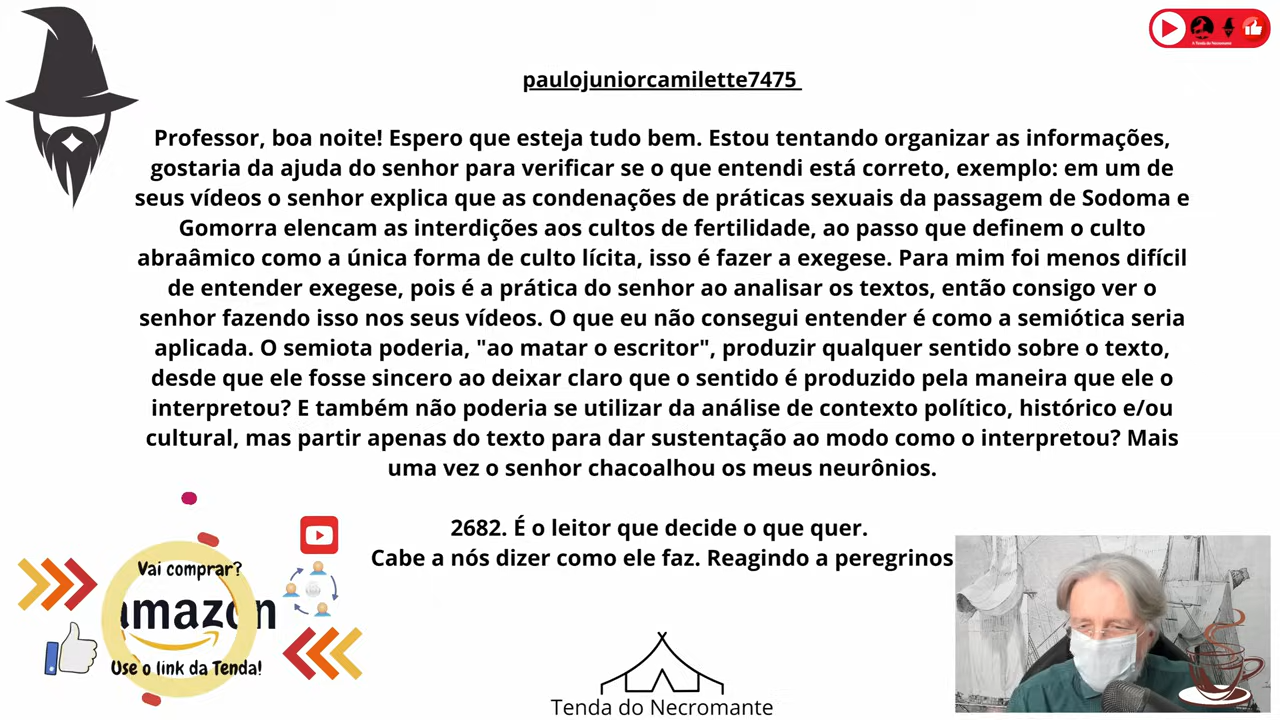 paulojuniorcamilette7475
Professor, boa noite! Espero que esteja tudo bem. Estou tentando organizar as informações,
gostaria da ajuda do senhor para verificar se o que entendi está correto, exemplo: em um de
seus vídeos o senhor explica que as condenações de práticas sexuais da passagem de Sodoma e
Gomorra elencam as interdições aos cultos de fertilidade, ao passo que definem o culto
abraâmico como a única forma de culto lícita, isso é fazer a exegese. Para mim foi menos difícil
de entender exegese, pois é a prática do senhor ao analisar os textos, então consigo ver o
senhor fazendo isso nos seus vídeos. O que eu não consegui entender é como a semiótica seria
aplicada. O semiota poderia, "ao matar o escritor", produzir qualquer sentido sobre o texto,
desde que ele fosse sincero ao deixar claro que o sentido é produzido pela maneira que ele o
interpretou? E também não poderia se utilizar da análise de contexto político, histórico e/ou
cultural, mas partir apenas do texto para dar sustentação ao modo como o interpretou? Mais
uma vez o senhor chacoalhou os meus neurônios.
2682. É o leitor que decide o que quer.
Cabe a nós dizer como ele faz. Reagindo a peregrinos
Vai comprar?
amazon
Use o link da Tenda!
Tenda do Necromante